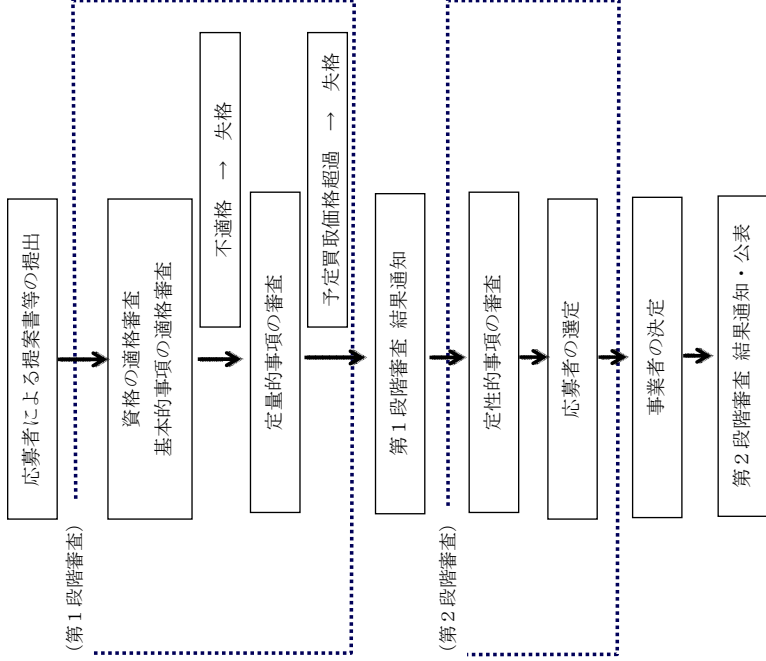 応募者による提案書等の提出
(第１段階審査)
資格の適格審査
基本的事項の適格審査
不適格 → 失格
定量的事項の審査
予定買取価格超過 → 失格
第１段階審査 結果通知
(第２段階審査)
定性的事項の審査
応募者の選定
事業者の決定
第２段階審査 結果通知・公表